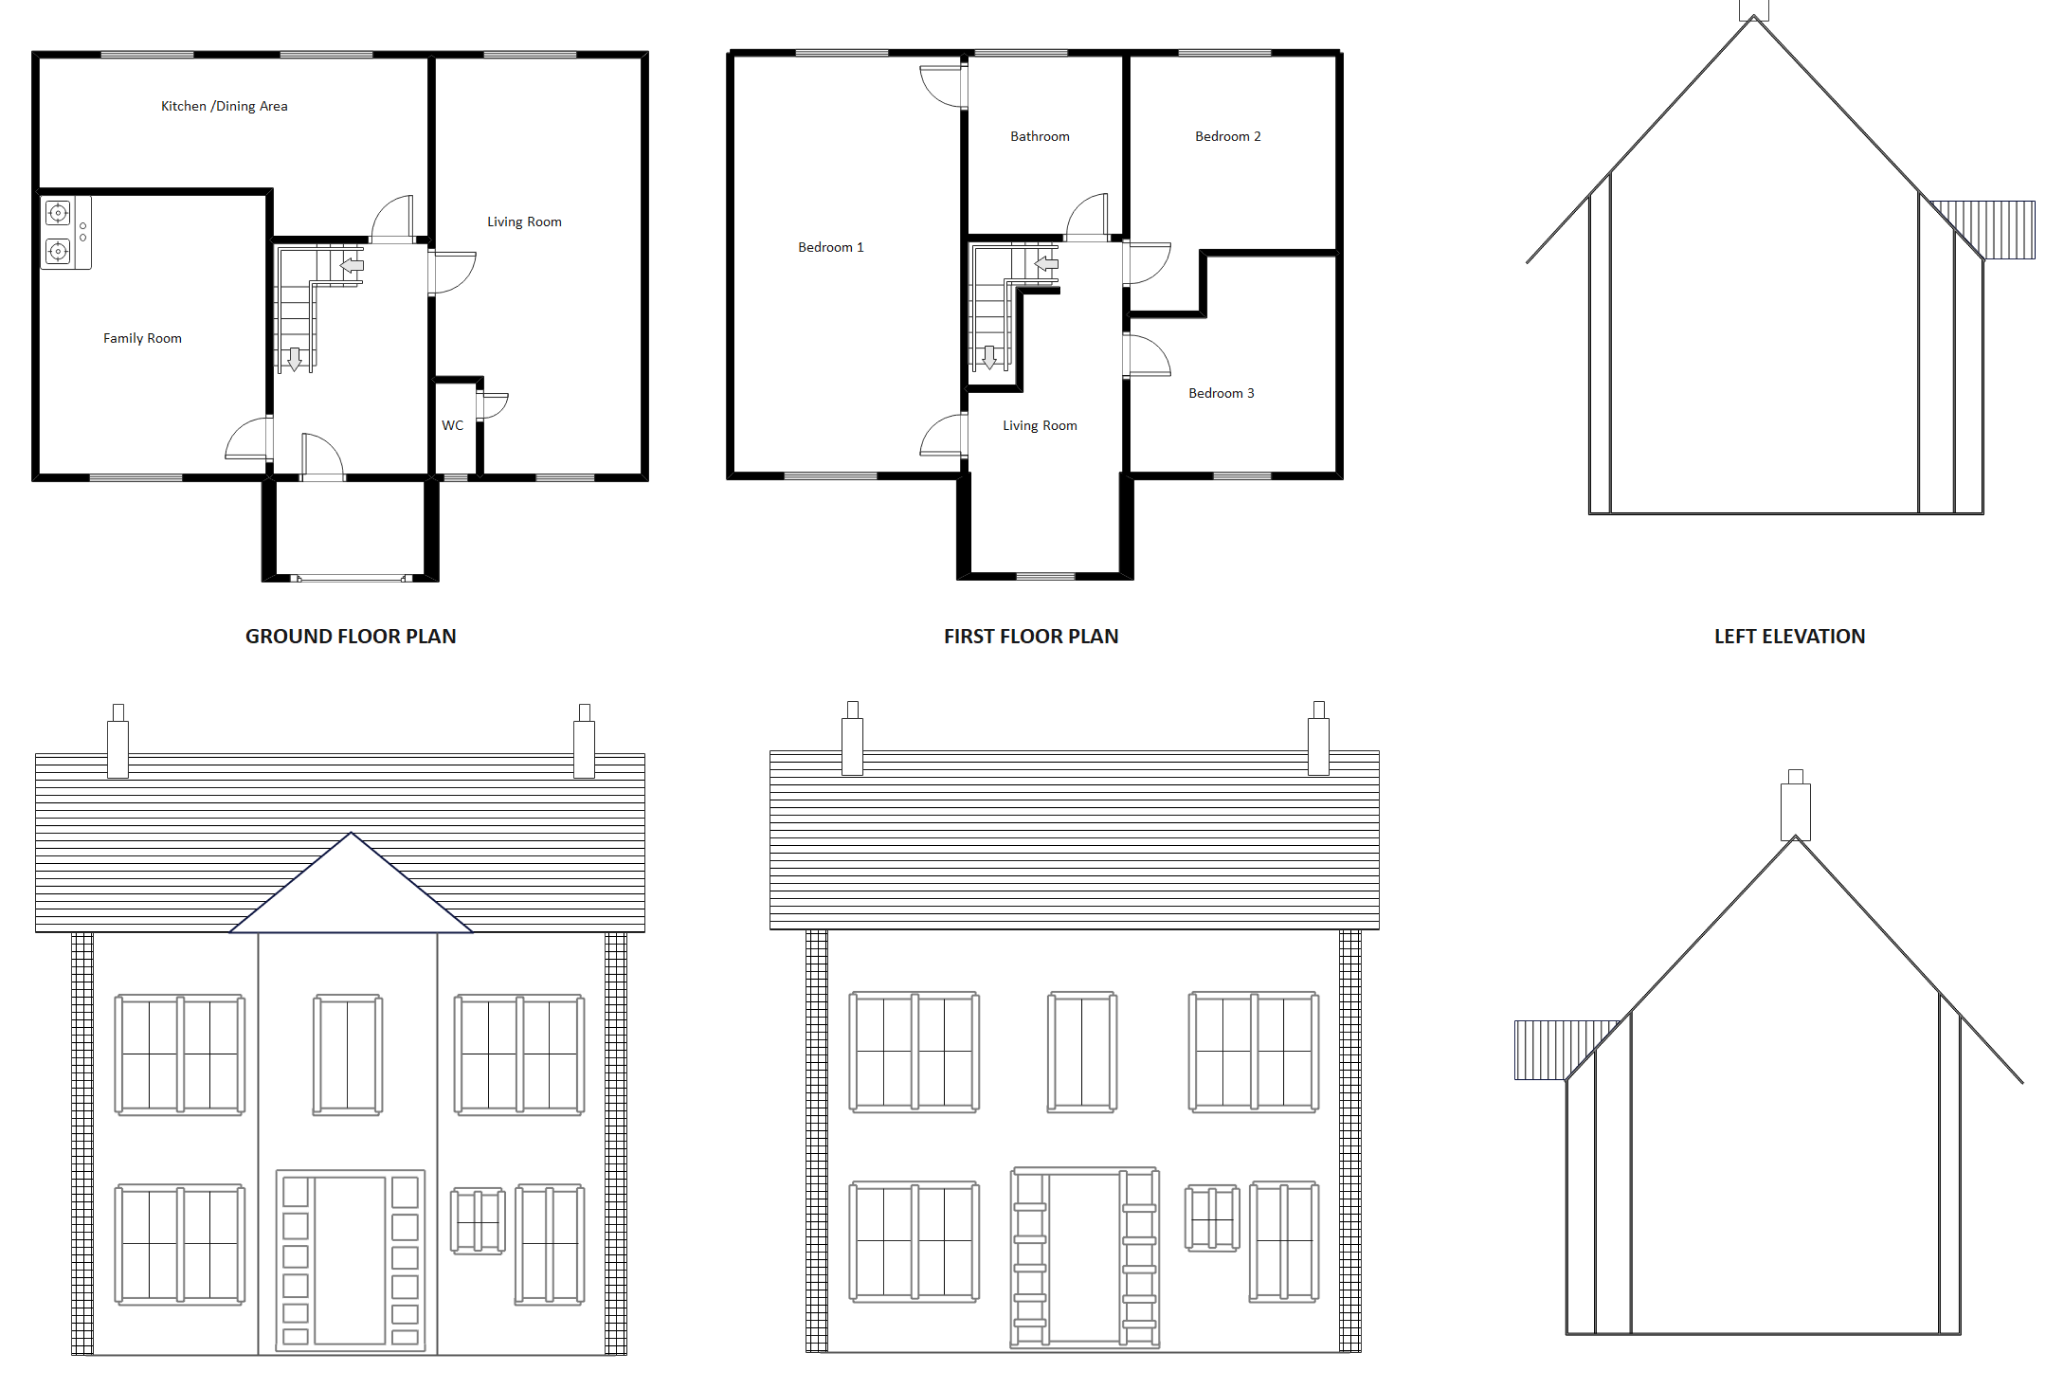 Kitchen /Dining Area
Living Room
Family Room
WC
GROUND FLOOR PLAN
Bathroom
Bedroom 2
Bedroom 1
Bedroom 3
Living Room
FIRST FLOOR PLAN
LEFT ELEVATION